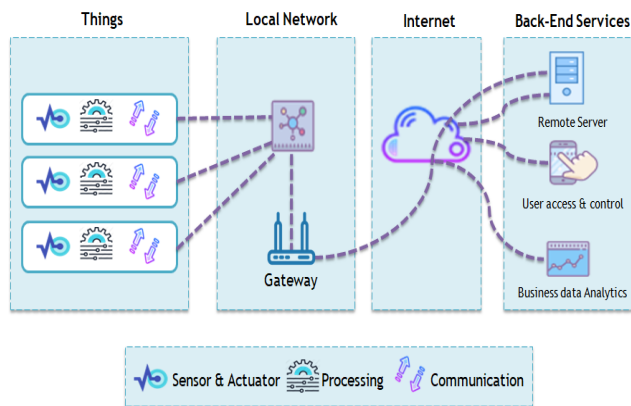 Things
Local Network
Internet
Back-End Services
Remote Server
User access & control
Gateway
Business data Analytics
Sensor & Actuator
Processing
Communication